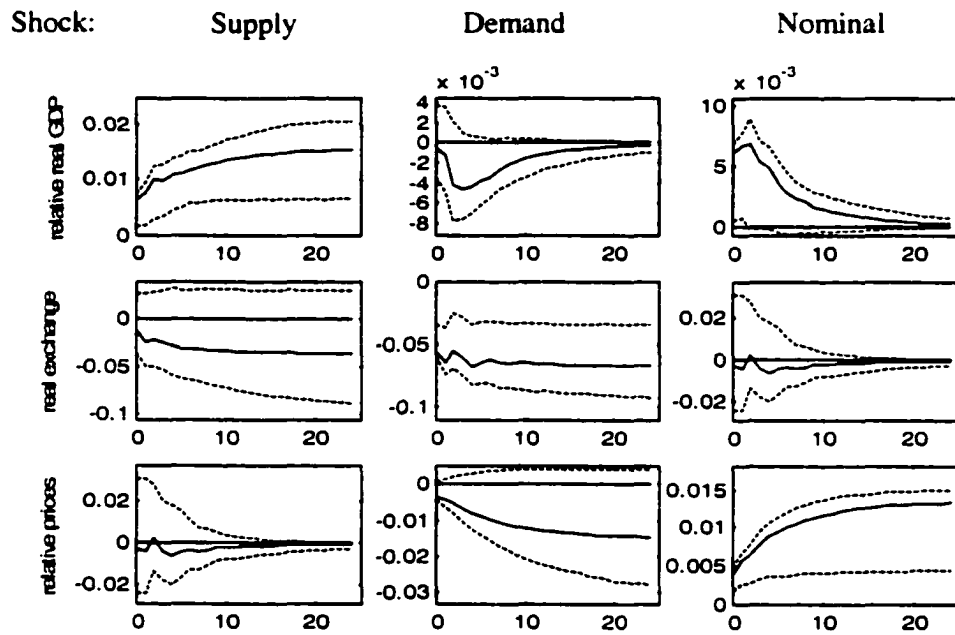 Shock: Supply Demand Nominal
x 10^-3 x 10^-3
relative real GDP 0.02 0.01 0
4 2 0 -2 -4 -6 -8
10 5 0
0 10 20 0 10 20 0 10 20
real exchange 0 -0.05 -0.1
0 -0.05 -0.1
0.02 0 -0.02
0 10 20 0 10 20 0 10 20
relative prices 0.02 0 -0.02
0 -0.01 -0.02 -0.03
0.015 0.01 0.005 0
0 10 20 0 10 20 0 10 20